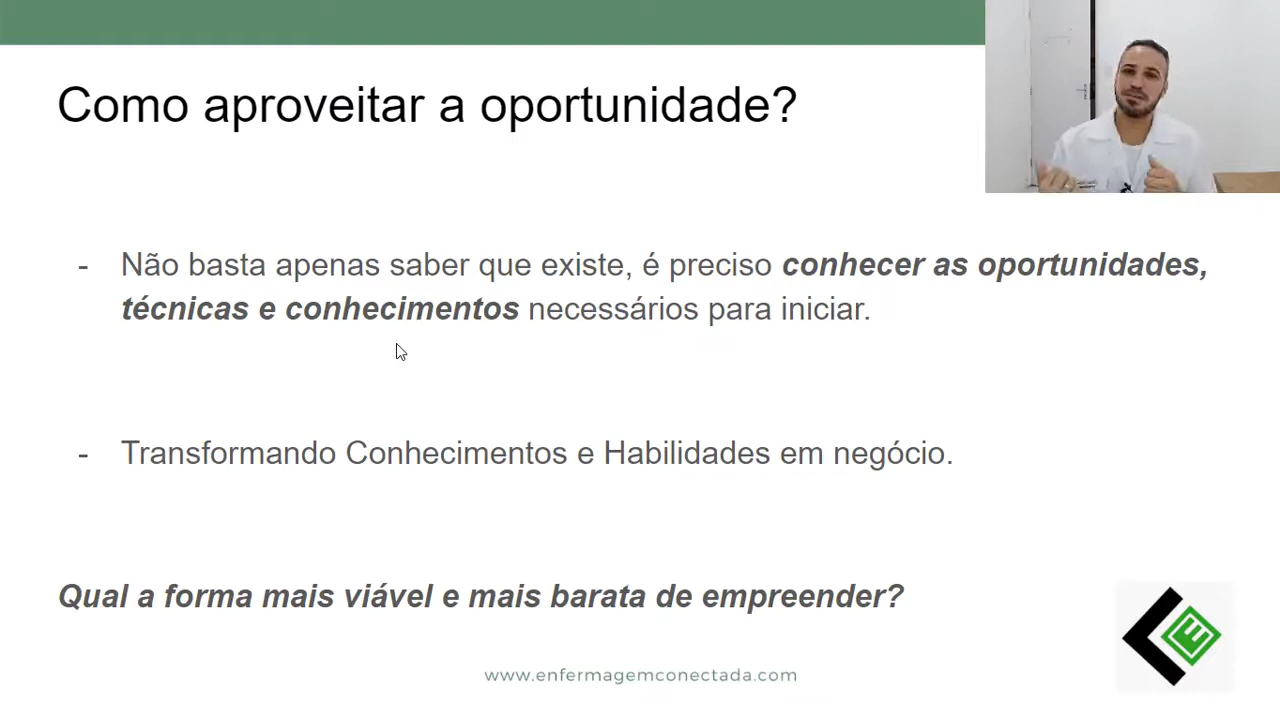 Como aproveitar a oportunidade?
- Não basta apenas saber que existe, é preciso conhecer as oportunidades,
técnicas e conhecimentos necessários para iniciar.
- Transformando Conhecimentos e Habilidades em negócio.
Qual a forma mais viável e mais barata de empreender?
www.enfermagemconectada.com